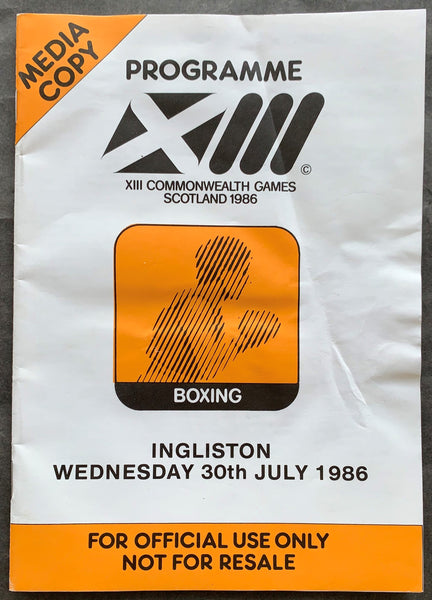 MEDIA
COPY
PROGRAMME
XIII
©
XIII COMMONWEALTH GAMES
SCOTLAND 1986
BOXING
INGLISTON
WEDNESDAY 30th JULY 1986
FOR OFFICIAL USE ONLY
NOT FOR RESALE